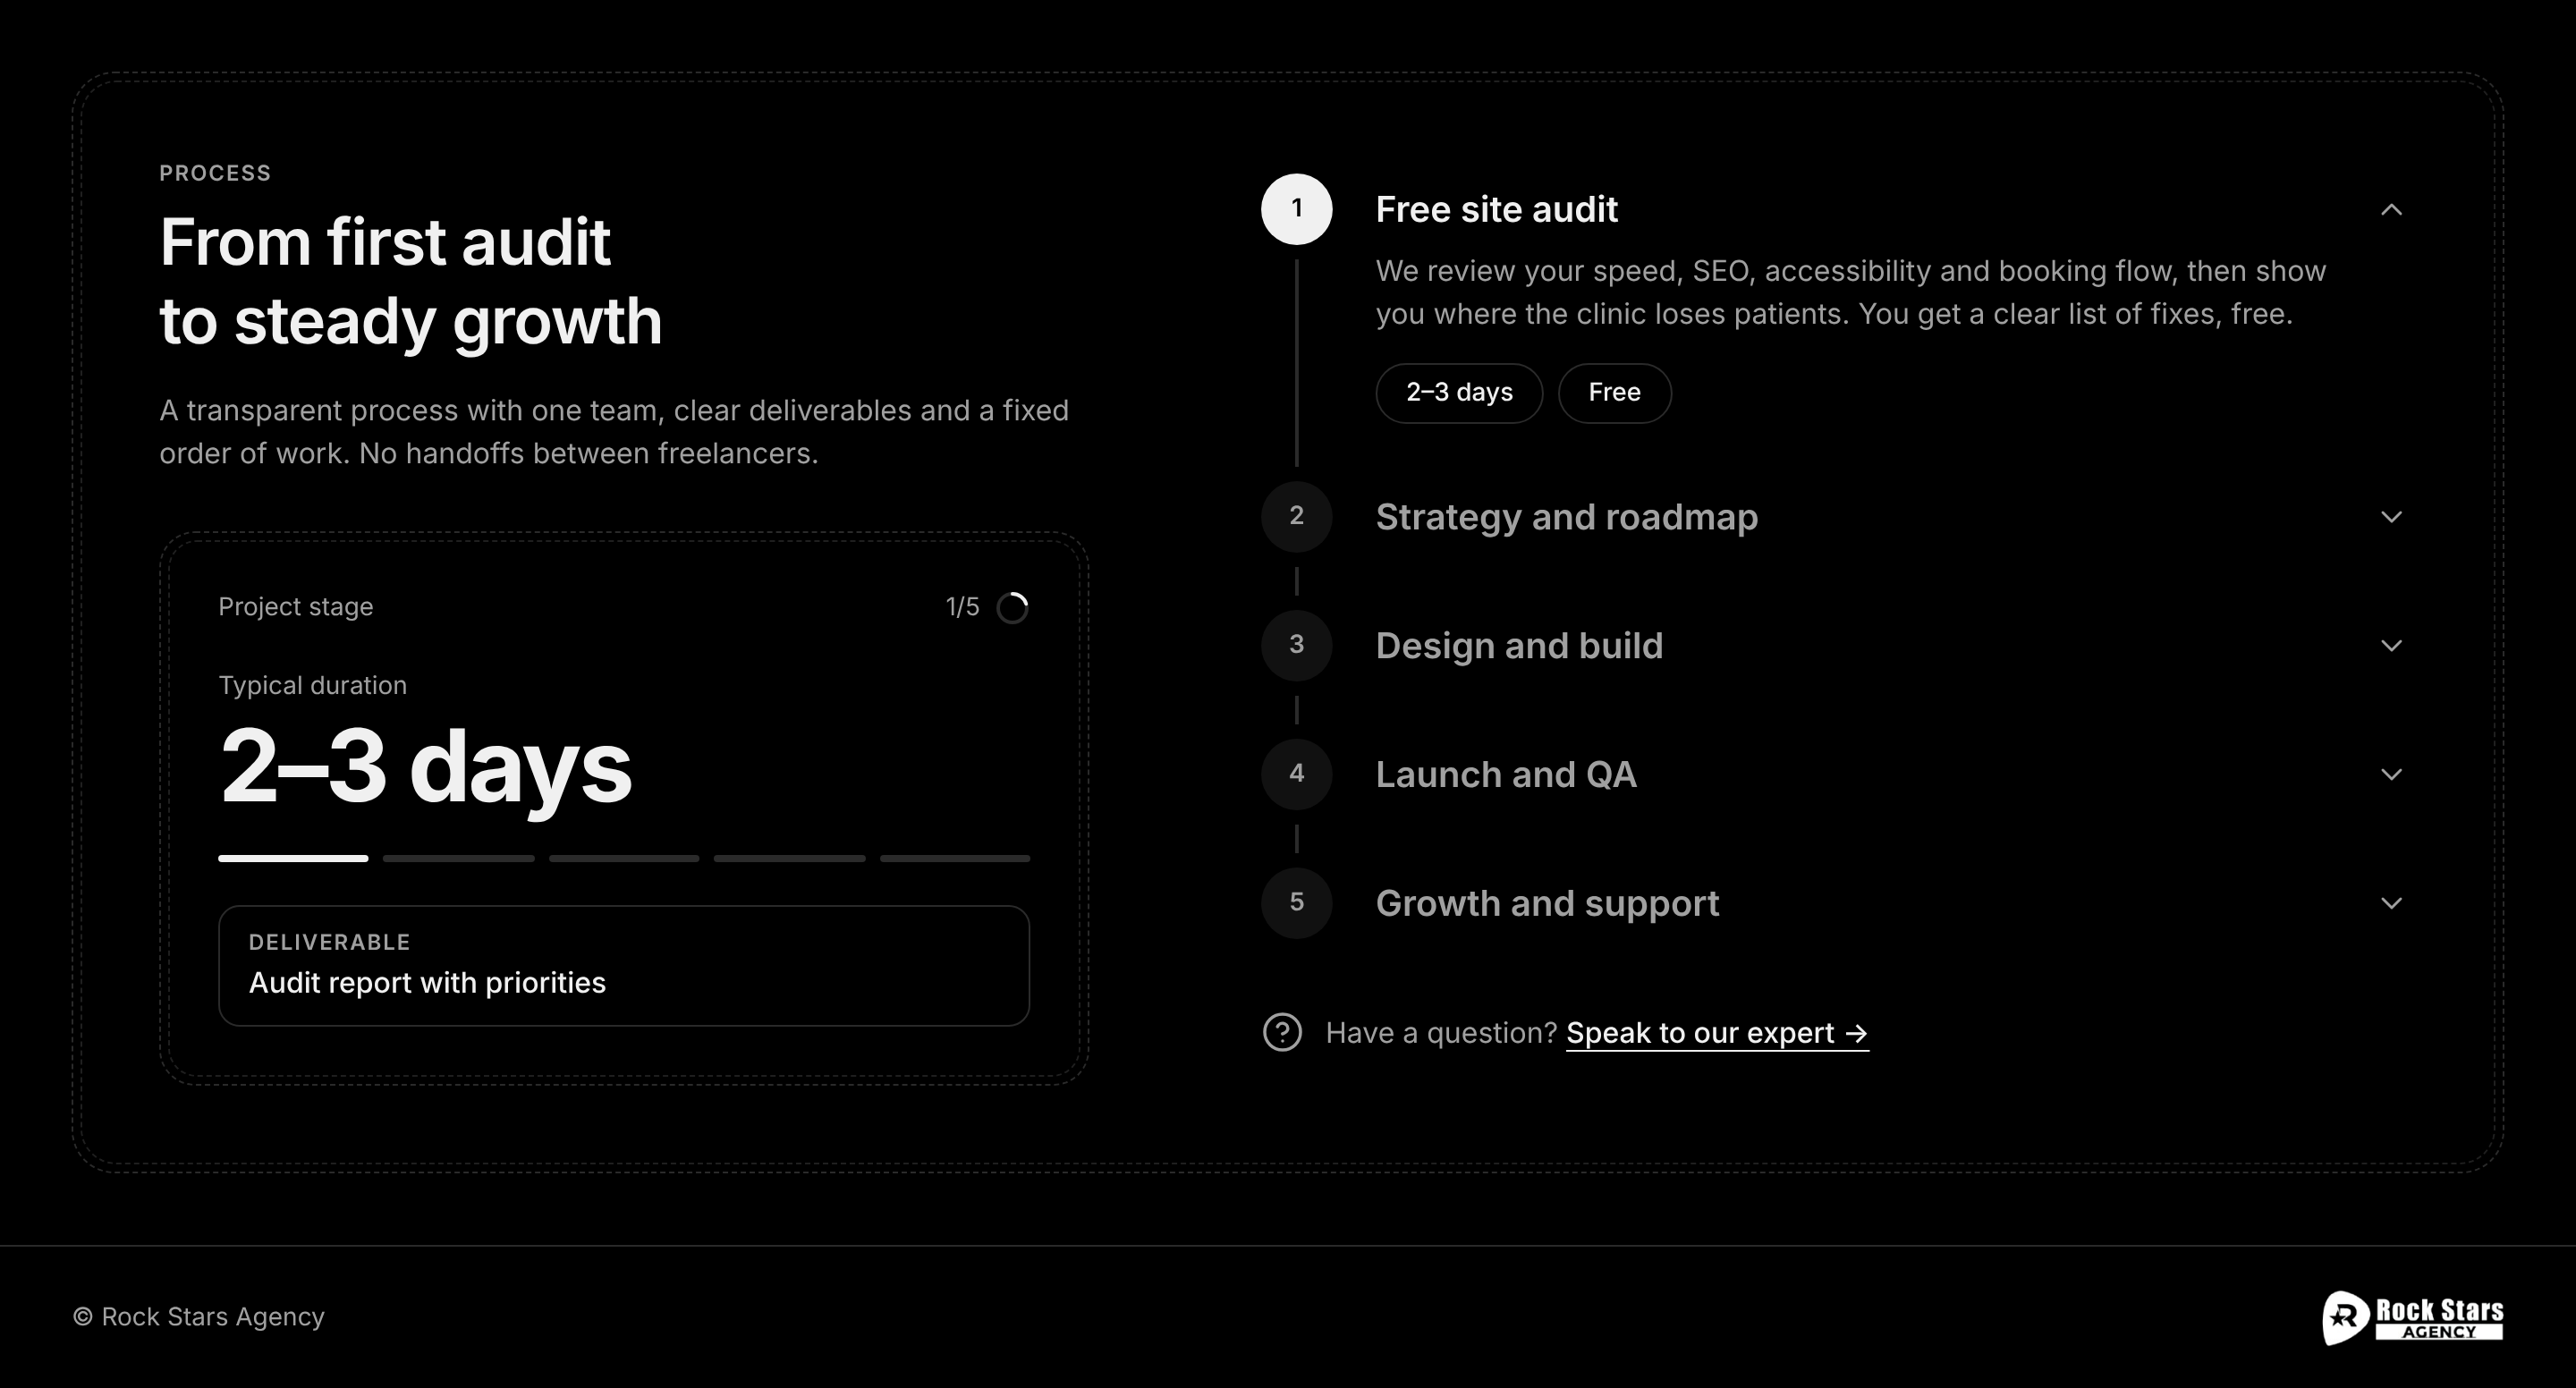 PROCESS
From first audit
to steady growth
A transparent process with one team, clear deliverables and a fixed
order of work. No handoffs between freelancers.
Project stage
1/5
Typical duration
2–3 days
DELIVERABLE
Audit report with priorities
1
Free site audit
We review your speed, SEO, accessibility and booking flow, then show
you where the clinic loses patients. You get a clear list of fixes, free.
2–3 days
Free
2
Strategy and roadmap
3
Design and build
4
Launch and QA
5
Growth and support
? Have a question? Speak to our expert →
© Rock Stars Agency
R
Rock Stars
AGENCY